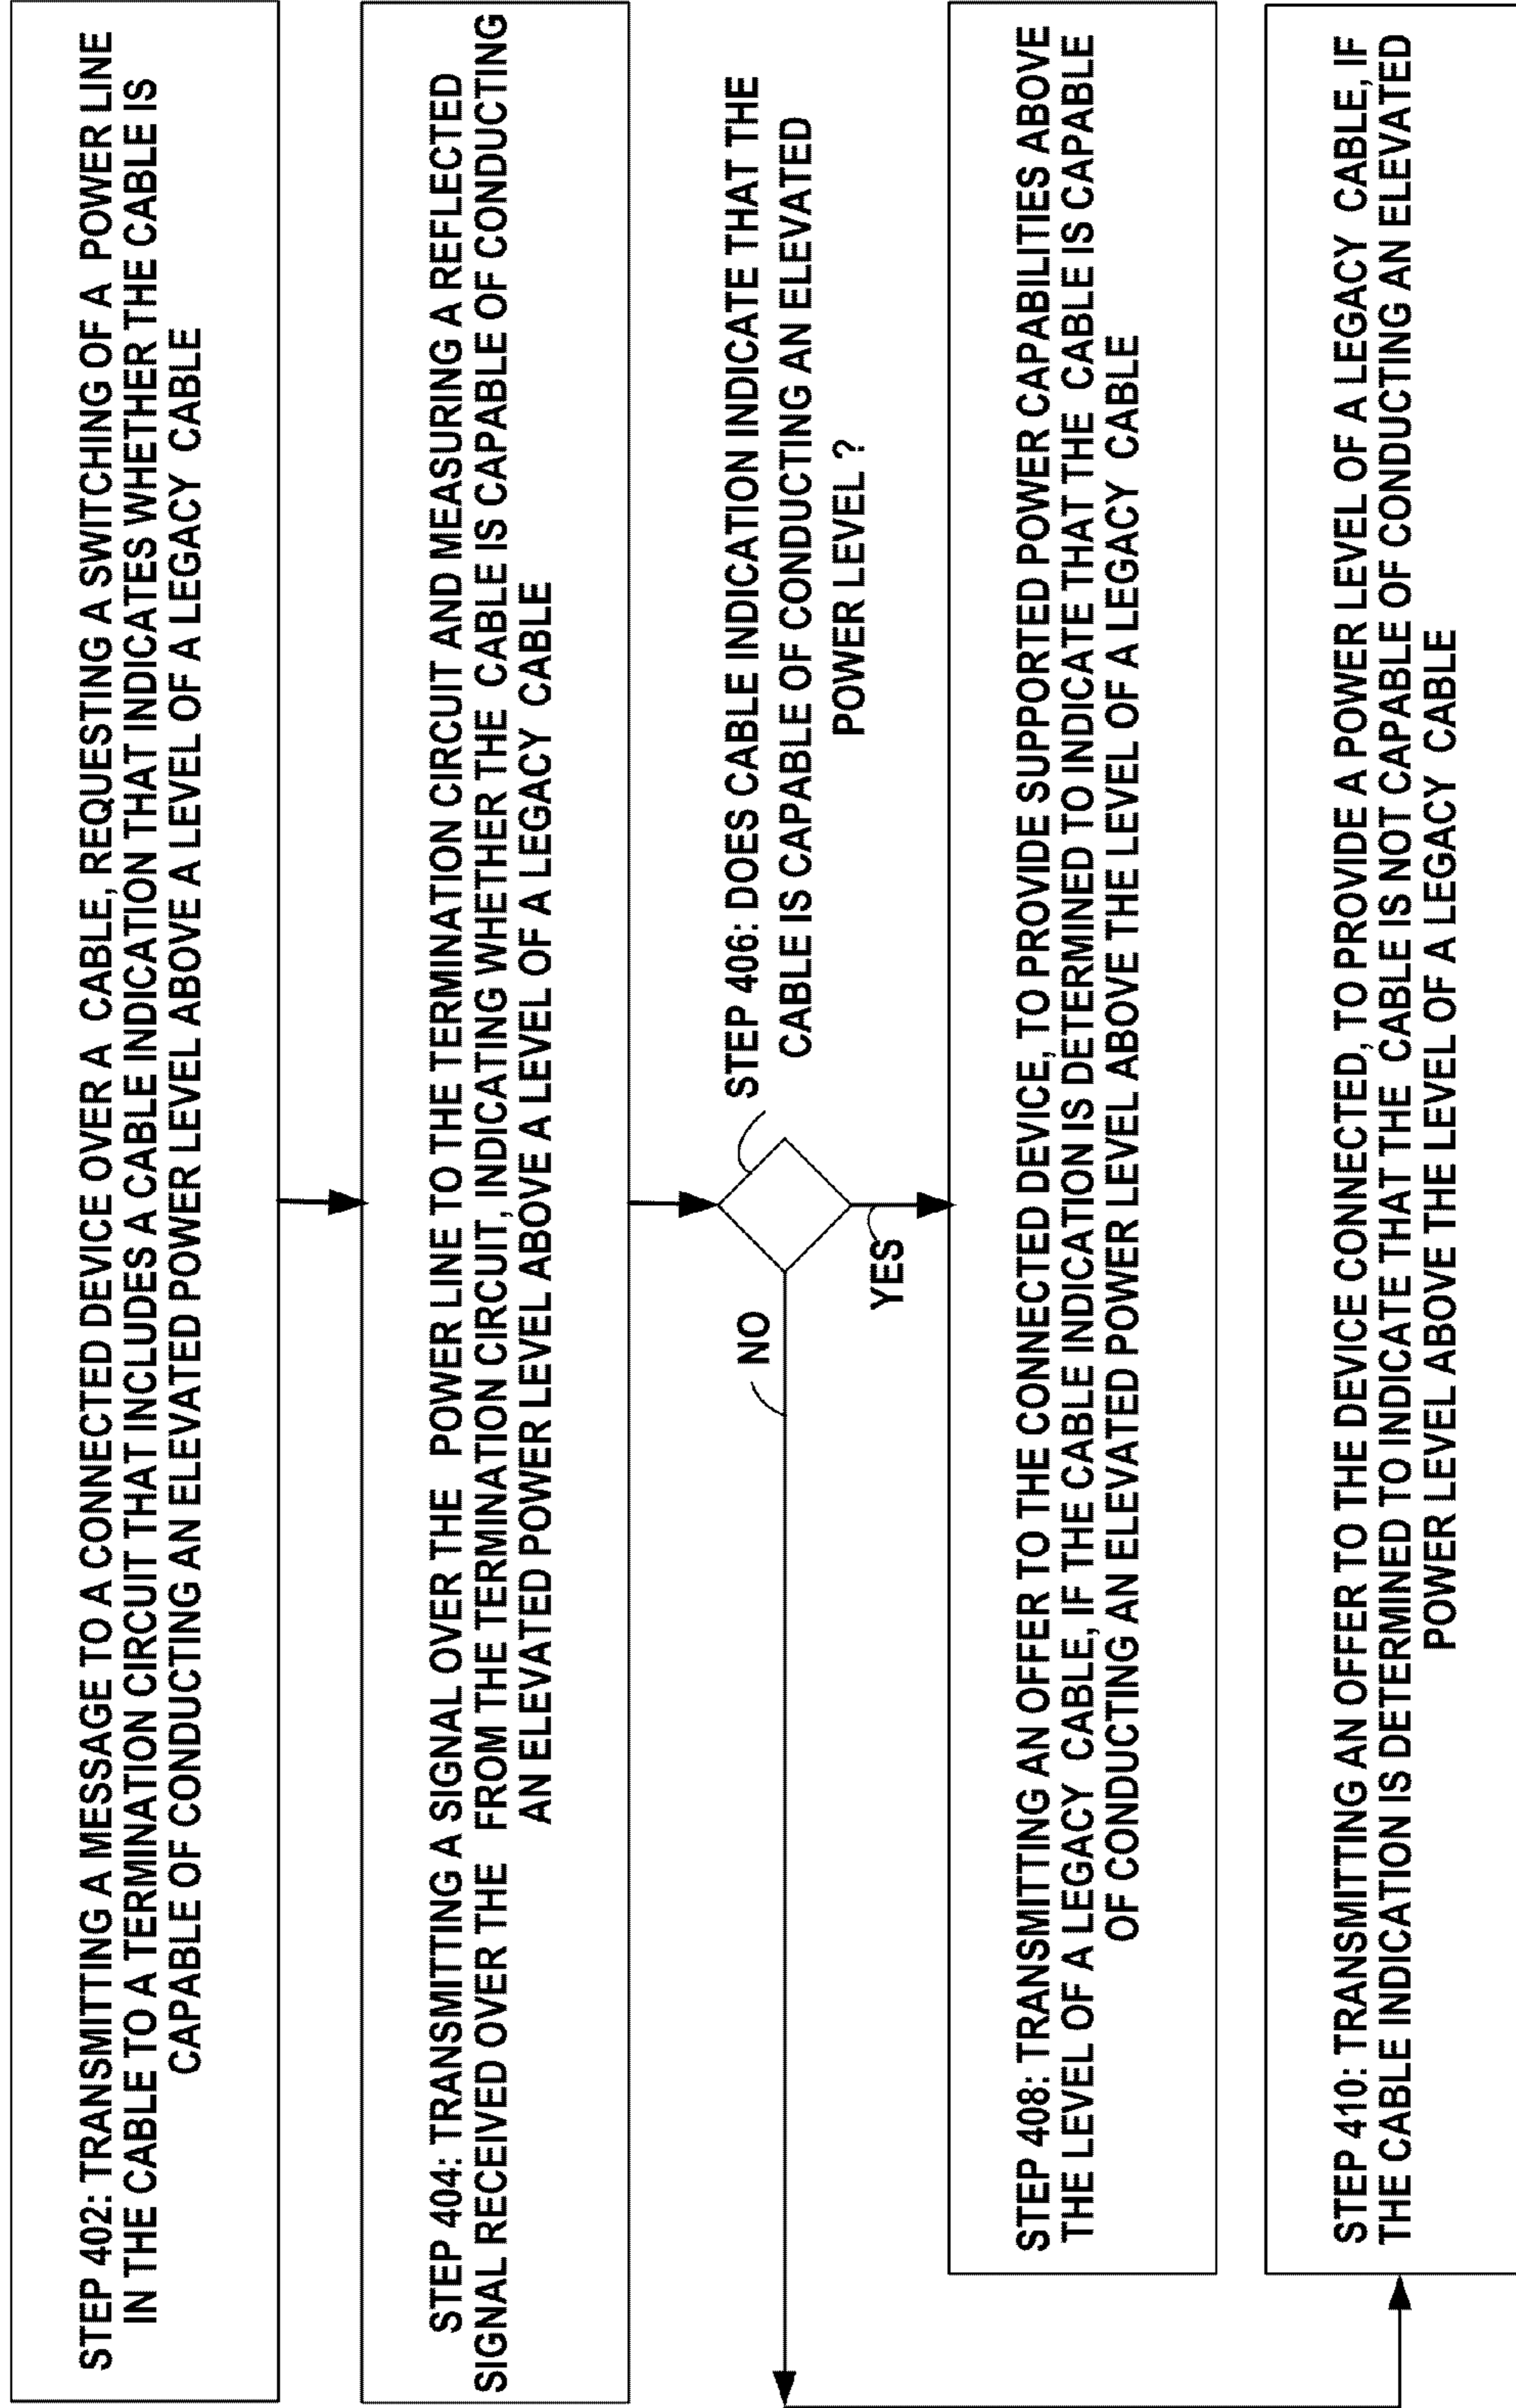 STEP 402: TRANSMITTING A MESSAGE TO A CONNECTED DEVICE OVER A CABLE, REQUESTING A SWITCHING OF A POWER LINE
IN THE CABLE TO A TERMINATION CIRCUIT THAT INCLUDES A CABLE INDICATION THAT INDICATES WHETHER THE CABLE IS
CAPABLE OF CONDUCTING AN ELEVATED POWER LEVEL ABOVE A LEVEL OF A LEGACY CABLE
STEP 404: TRANSMITTING A SIGNAL OVER THE POWER LINE TO THE TERMINATION CIRCUIT AND MEASURING A REFLECTED
SIGNAL RECEIVED OVER THE FROM THE TERMINATION CIRCUIT, INDICATING WHETHER THE CABLE IS CAPABLE OF CONDUCTING
AN ELEVATED POWER LEVEL ABOVE A LEVEL OF A LEGACY CABLE
STEP 406: DOES CABLE INDICATION INDICATE THAT THE
CABLE IS CAPABLE OF CONDUCTING AN ELEVATED
POWER LEVEL ?
NO
YES
STEP 408: TRANSMITTING AN OFFER TO THE CONNECTED DEVICE, TO PROVIDE SUPPORTED POWER CAPABILITIES ABOVE
THE LEVEL OF A LEGACY CABLE, IF THE CABLE INDICATION IS DETERMINED TO INDICATE THAT THE CABLE IS CAPABLE
OF CONDUCTING AN ELEVATED POWER LEVEL ABOVE THE LEVEL OF A LEGACY CABLE
STEP 410: TRANSMITTING AN OFFER TO THE DEVICE CONNECTED, TO PROVIDE A POWER LEVEL OF A LEGACY CABLE, IF
THE CABLE INDICATION IS DETERMINED TO INDICATE THAT THE CABLE IS NOT CAPABLE OF CONDUCTING AN ELEVATED
POWER LEVEL ABOVE THE LEVEL OF A LEGACY CABLE